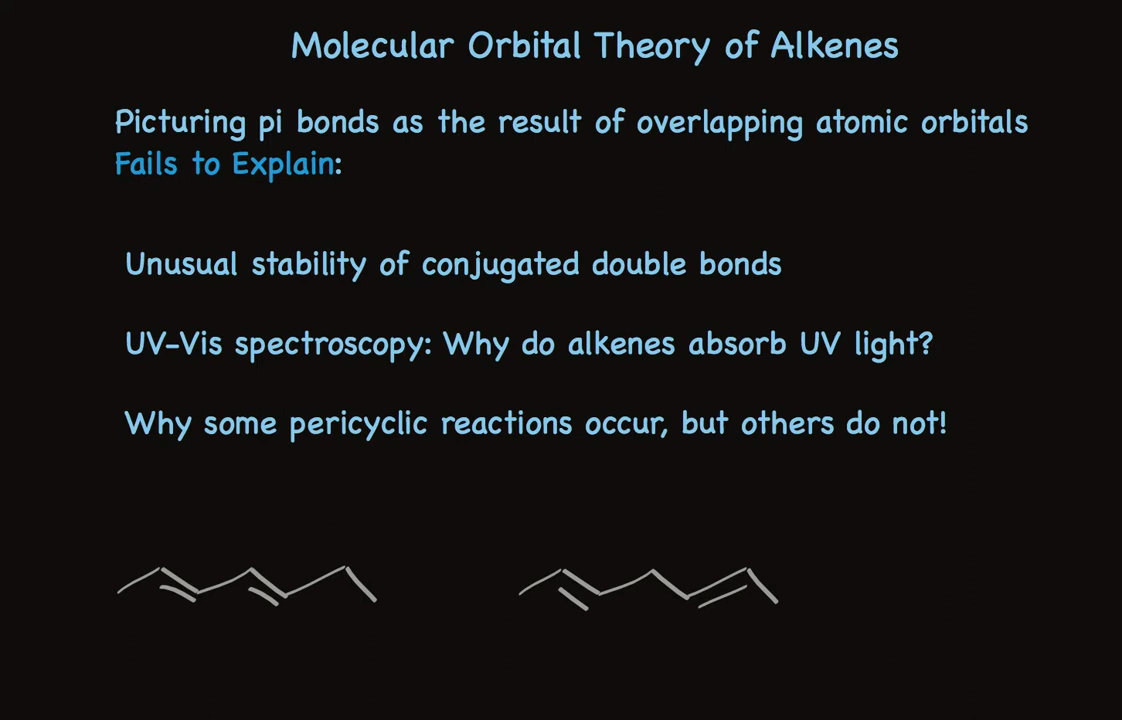 Molecular Orbital Theory of Alkenes
Picturing pi bonds as the result of overlapping atomic orbitals
Fails to Explain:
Unusual stability of conjugated double bonds
UV-Vis spectroscopy: Why do alkenes absorb UV light?
Why some pericyclic reactions occur, but others do not!